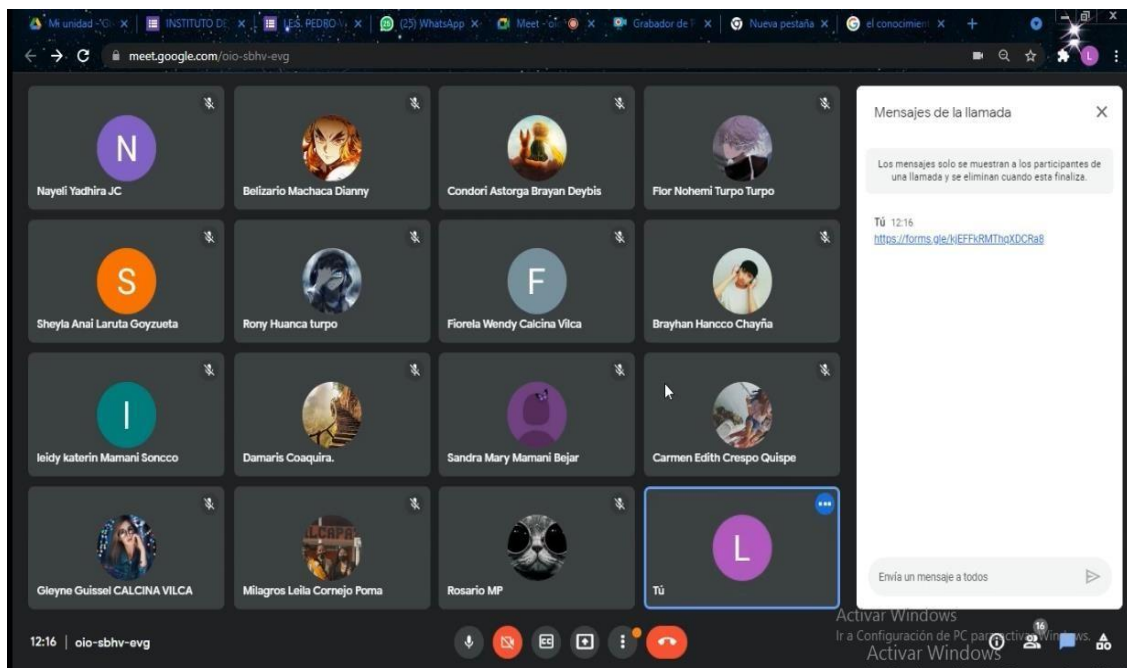 Mi unidad - G
INSTITUTO DE
I.E.S. PEDRO V
(25) WhatsApp
Meet - oi
Grabador de
Nueva pestaña
el conocimien
meet.google.com/oio-sbhv-evg
L
N
Nayeli Yadhira JC
Belizario Machaca Dianny
Condori Astorga Brayan Deybis
Flor Nohemi Turpo Turpo
S
Sheyla Anai Laruta Goyzueta
Rony Huanca turpo
F
Fiorela Wendy Calcina Vilca
Brayhan Hancco Chayña
l
leidy katerin Mamani Soncco
Damaris Coaquira.
Sandra Mary Mamani Bejar
Carmen Edith Crespo Quispe
Gleyne Guissel CALCINA VILCA
Milagros Leila Cornejo Poma
Rosario MP
L
Tú
Mensajes de la llamada
Los mensajes solo se muestran a los participantes de
una llamada y se eliminan cuando esta finaliza.
Tú 12:16
https://forms.gle/kjEFFkRMThqXDCRa8
Envía un mensaje a todos
Activar Windows
Ir a Configuración de PC para activar Windows.
Activar Windows
12:16 | oio-sbhv-evg
CC
16